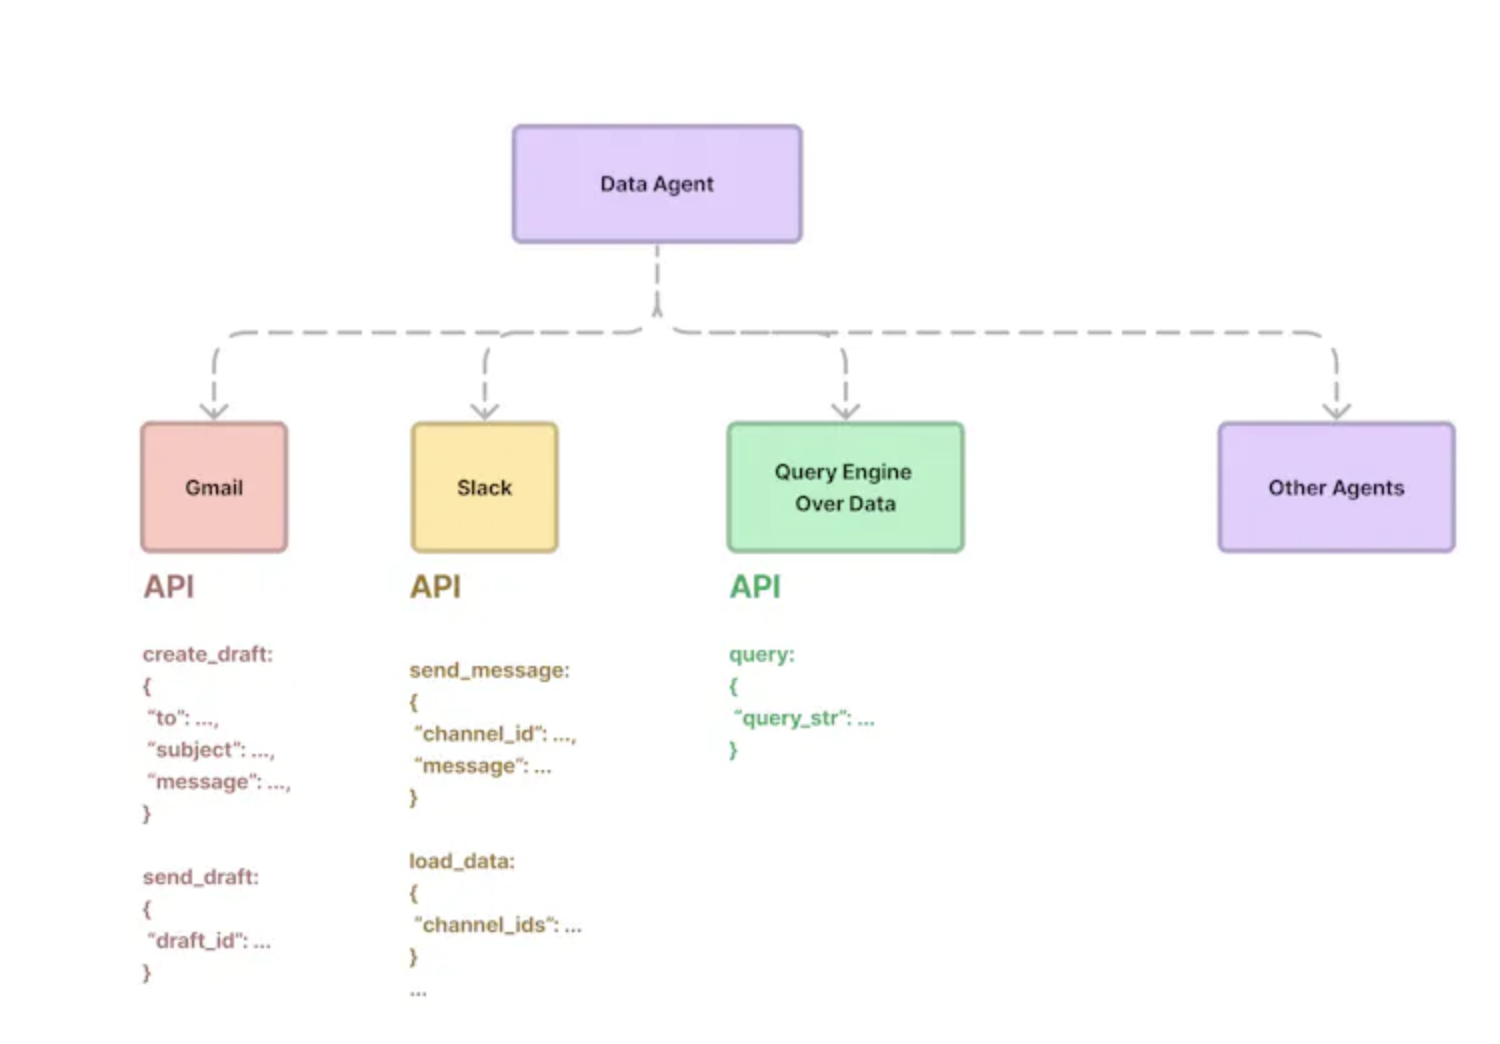 Data Agent
Gmail
Slack
Query Engine
Over Data
Other Agents
API
create_draft:
{
“to”: ...,
“subject”: ...,
“message”: ...,
}
send_draft:
{
“draft_id”: ...
}
API
send_message:
{
“channel_id”: ...,
“message”: ...
}
load_data:
{
“channel_ids”: ...
}
...
API
query:
{
“query_str”: ...
}